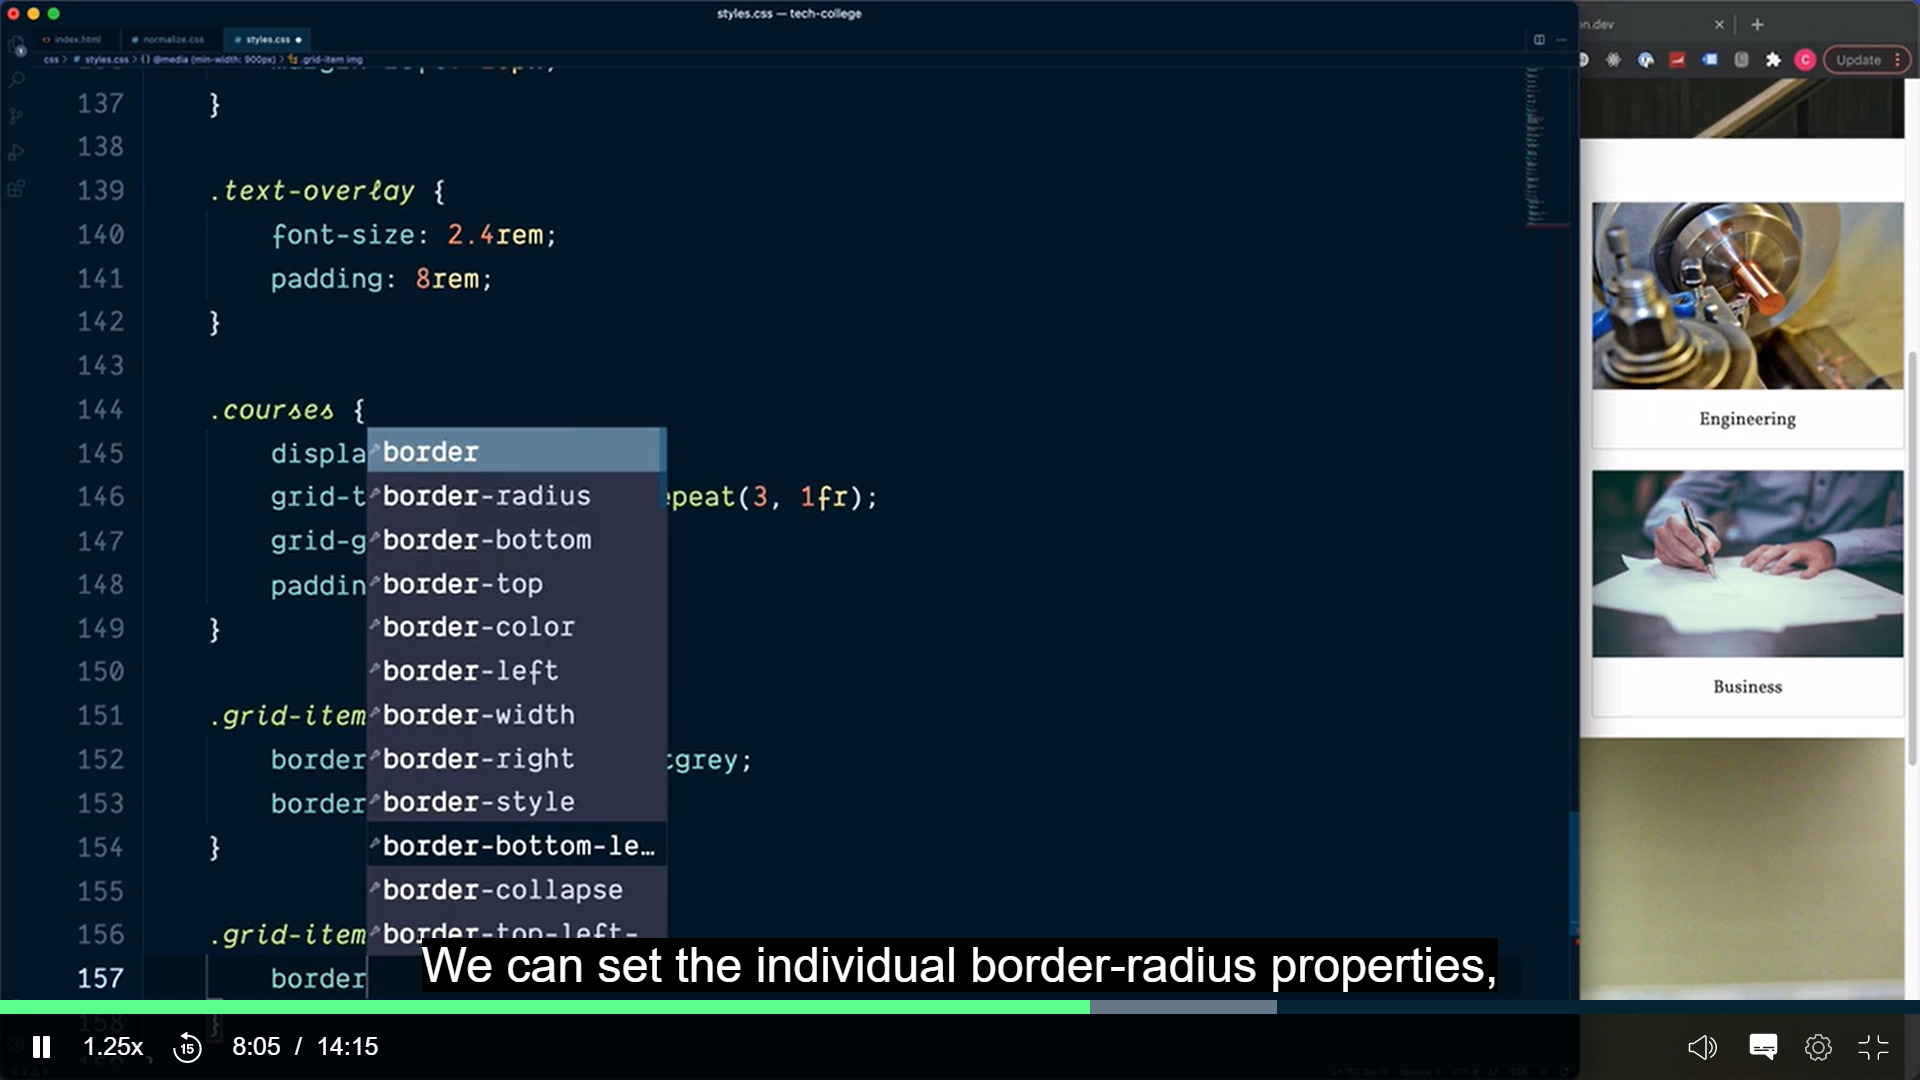 styles.css — tech-college
index.html
normalize.css
styles.css
css > styles.css > {} @media (min-width: 900px) > .grid-item img
Update
137 }
138
139 .text-overlay {
140 font-size: 2.4rem;
141 padding: 8rem;
142 }
143
144 .courses {
145 displa
146 grid-t epeat(3, 1fr);
147 grid-g
148 paddin
149 }
150
151 .grid-item
152 border tgrey;
153 border
154 }
155
156 .grid-item
157 border
158 }
border
border-radius
border-bottom
border-top
border-color
border-left
border-width
border-right
border-style
border-bottom-le…
border-collapse
border-top-left-
Engineering
Business
We can set the individual border-radius properties,
1.25x
15
8:05 / 14:15